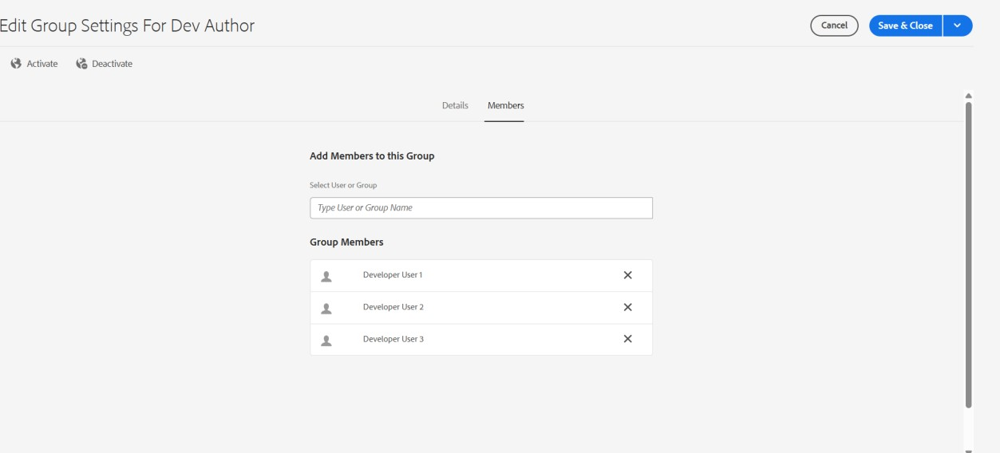 Edit Group Settings For Dev Author
Cancel
Save & Close
Activate
Deactivate
Details
Members
Add Members to this Group
Select User or Group
Type User or Group Name
Group Members
Developer User 1
Developer User 2
Developer User 3